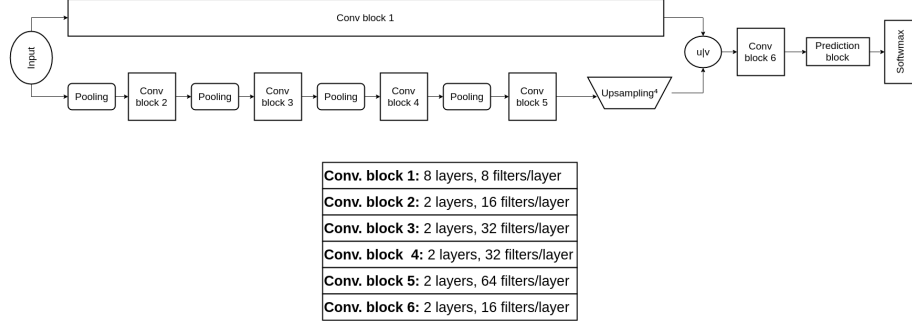 Conv block 1
Input
u|v
Conv
block 6
Prediction
block
Softwmax
Pooling
Conv
block 2
Pooling
Conv
block 3
Pooling
Conv
block 4
Pooling
Conv
block 5
Upsampling⁴
Conv. block 1: 8 layers, 8 filters/layer
Conv. block 2: 2 layers, 16 filters/layer
Conv. block 3: 2 layers, 32 filters/layer
Conv. block 4: 2 layers, 32 filters/layer
Conv. block 5: 2 layers, 64 filters/layer
Conv. block 6: 2 layers, 16 filters/layer